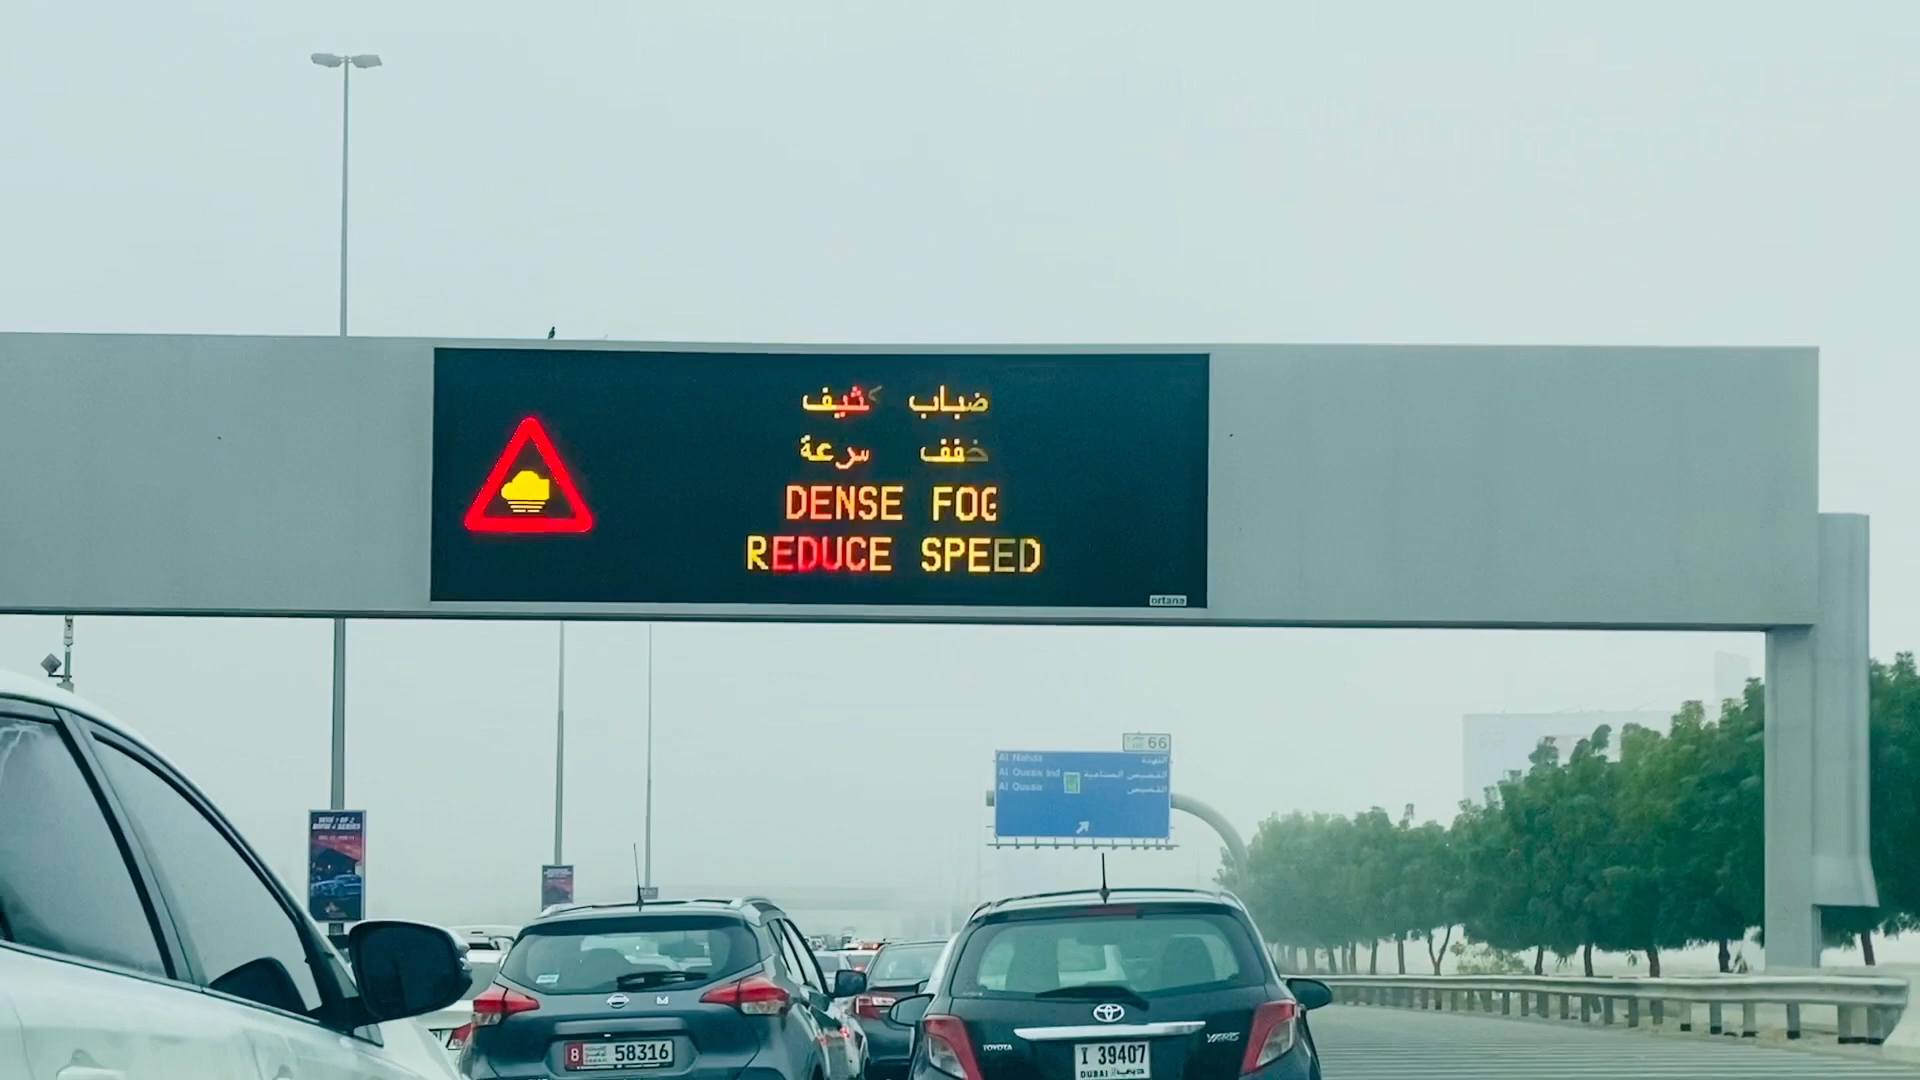 ضباب كثيف
خفف سرعة
DENSE FOG
REDUCE SPEED
ortana
66
Al Nahda النهدة
Al Qusais Ind القصيص الصناعية
Al Qusais القصيص
8 58316
TOYOTA YARIS
I 39407
DUBAI دبي